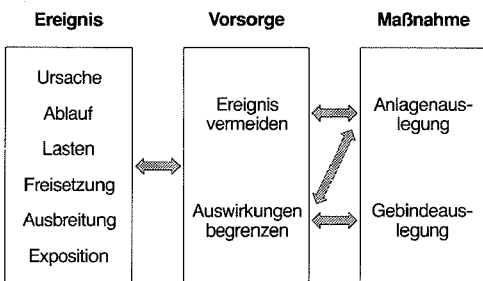 Ereignis
Vorsorge
Maßnahme
Ursache
Ablauf
Lasten
Freisetzung
Ausbreitung
Exposition
Ereignis
vermeiden
Auswirkungen
begrenzen
Anlagenaus-
legung
Gebindeaus-
legung